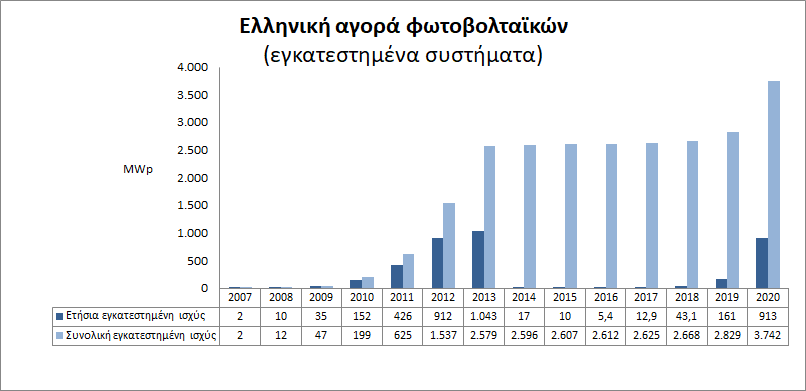 Ελληνική αγορά φωτοβολταϊκών
(εγκατεστημένα συστήματα)
4.000
3.500
3.000
2.500
MWp
2.000
1.500
1.000
500
0
2007 2008 2009 2010 2011 2012 2013 2014 2015 2016 2017 2018 2019 2020
Ετήσια εγκατεστημένη ισχύς 2 10 35 152 426 912 1.043 17 10 5,4 12,9 43,1 161 913
Συνολική εγκατεστημένη ισχύς 2 12 47 199 625 1.537 2.579 2.596 2.607 2.612 2.625 2.668 2.829 3.742